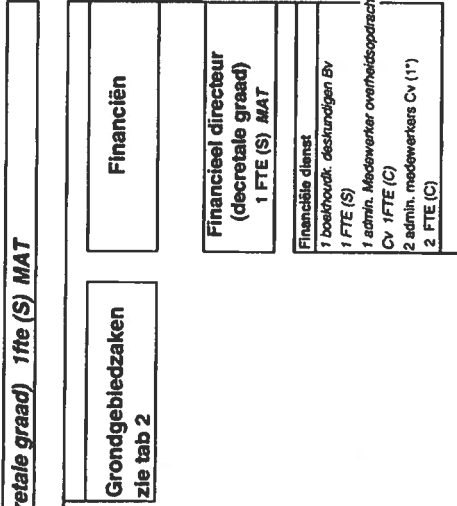 retale graad) 1fte (S) MAT
Grondgebiedzaken
zie tab 2
Financiën
Financieel directeur
(decretale graad)
1 FTE (S) MAT
Financiële dienst
1 boekhoudk. deskundigen Bv
1 FTE (S)
1 admin. Medewerker overheidsopdrach
Cv 1FTE (C)
2 admin. medewerkers Cv (1*)
2 FTE (C)